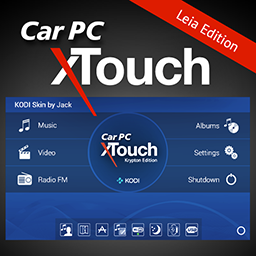 Leia Edition
Car PC
xTouch
KODI Skin by Jack
Music
Video
Radio FM
Car PC
xTouch
Krypton Edition
KODI
Albums
Settings
Shutdown